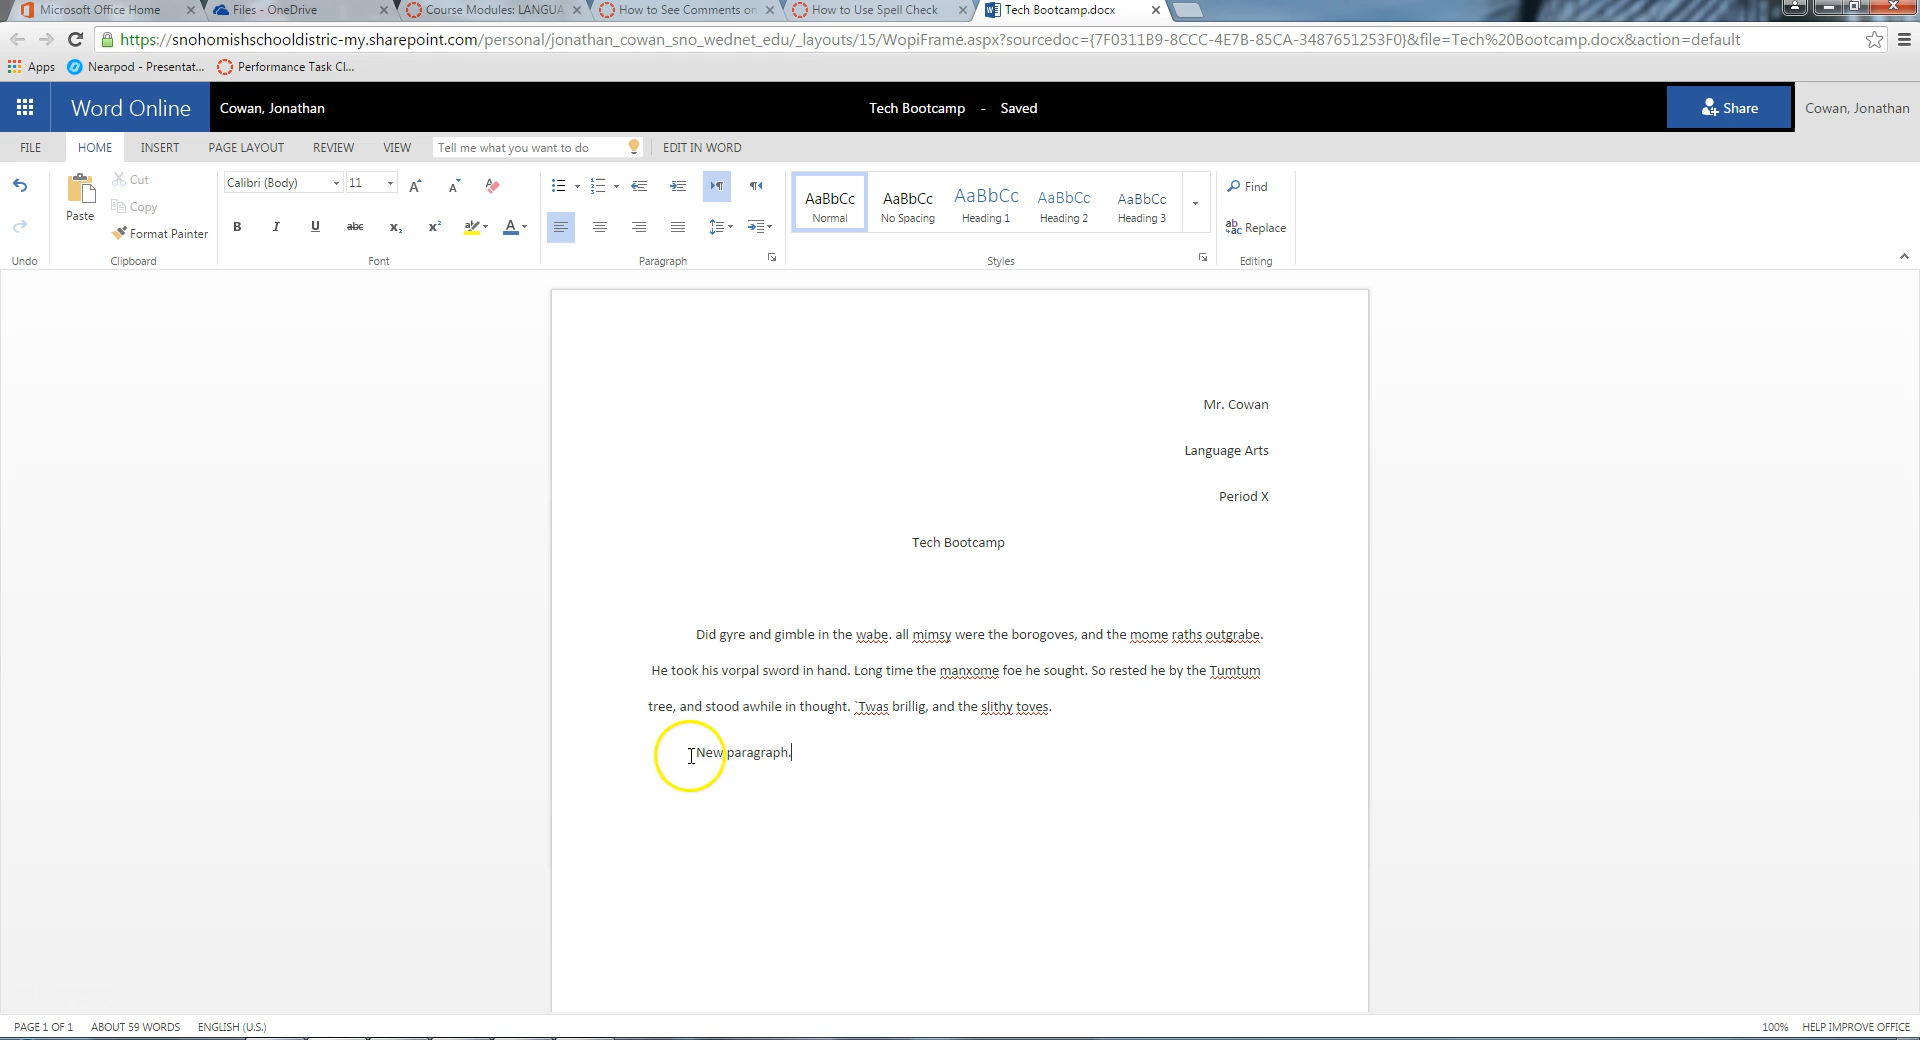 Microsoft Office Home
Files - OneDrive
Course Modules: LANGUA
How to See Comments on
How to Use Spell Check
Tech Bootcamp.docx
https://snohomishschooldistric-my.sharepoint.com/personal/jonathan_cowan_sno_wednet_edu/_layouts/15/WopiFrame.aspx?sourcedoc={7F0311B9-8CCC-4E7B-85CA-3487651253F0}&file=Tech%20Bootcamp.docx&action=default
Apps Nearpod - Presentat... Performance Task Cl...
Word Online Cowan, Jonathan Tech Bootcamp - Saved Share Cowan, Jonathan
FILE HOME INSERT PAGE LAYOUT REVIEW VIEW Tell me what you want to do EDIT IN WORD
Cut
Copy
Paste
Format Painter
Calibri (Body) 11
B I U abc x₂ x² ab A
AaBbCc AaBbCc AaBbCc AaBbCc AaBbCc
Normal No Spacing Heading 1 Heading 2 Heading 3
Find
Replace
Undo Clipboard Font Paragraph Styles Editing
Mr. Cowan
Language Arts
Period X
Tech Bootcamp
Did gyre and gimble in the wabe. all mimsy were the borogoves, and the mome raths outgrabe.
He took his vorpal sword in hand. Long time the manxome foe he sought. So rested he by the Tumtum
tree, and stood awhile in thought. `Twas brillig, and the slithy toves.
New paragraph.
PAGE 1 OF 1 ABOUT 59 WORDS ENGLISH (U.S.) 100% HELP IMPROVE OFFICE